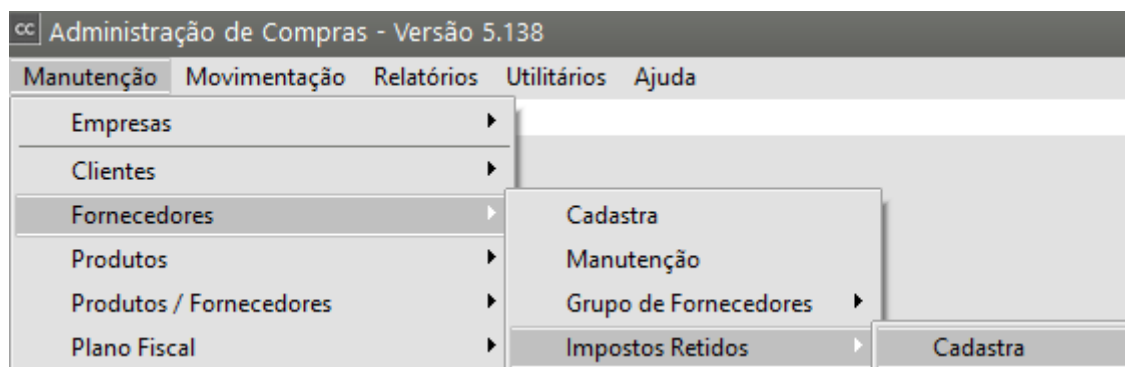 cc Administração de Compras - Versão 5.138
Manutenção Movimentação Relatórios Utilitários Ajuda
Empresas
Clientes
Fornecedores
Cadastra
Produtos
Manutenção
Produtos / Fornecedores
Grupo de Fornecedores
Plano Fiscal
Impostos Retidos
Cadastra